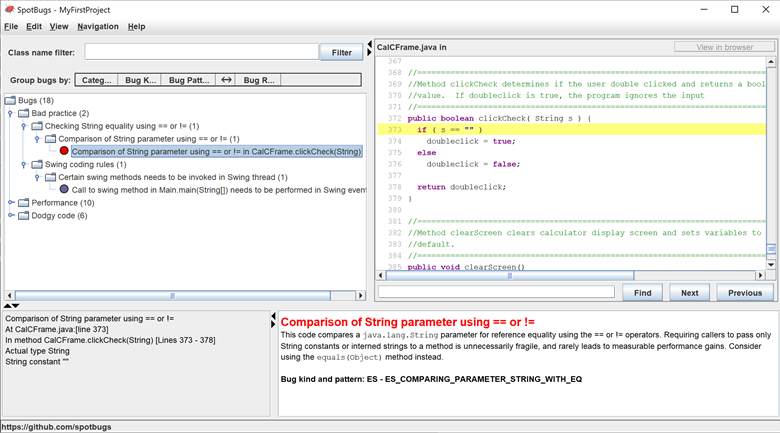 SpotBugs - MyFirstProject
File Edit View Navigation Help
Class name filter:
Filter
Group bugs by: Categ... Bug K... Bug Patt... Bug R...
Bugs (18)
Bad practice (2)
Checking String equality using == or != (1)
Comparison of String parameter using == or != (1)
Comparison of String parameter using == or != in CalCFrame.clickCheck(String)
Swing coding rules (1)
Certain swing methods needs to be invoked in Swing thread (1)
Call to swing method in Main.main(String[]) needs to be performed in Swing event
Performance (10)
Dodgy code (6)
CalCFrame.java in
View in browser
367
368 //==============================================================
369 //Method clickCheck determines if the user double clicked and returns a bool
370 //value.  If doubleclick is true, the program ignores the input
371 //==============================================================
372 public boolean clickCheck( String s ) {
373 if ( s == "" )
374 doubleclick = true;
375 else
376 doubleclick = false;
377
378 return doubleclick;
379 }
380
381 //==============================================================
382 //Method clearScreen clears calculator display screen and sets variables to
383 //default.
384 //==============================================================
385 public void clearScreen()
Find Next Previous
Comparison of String parameter using == or !=
At CalCFrame.java:[line 373]
In method CalCFrame.clickCheck(String) [Lines 373 - 378]
Actual type String
String constant ""
Comparison of String parameter using == or !=
This code compares a java.lang.String parameter for reference equality using the == or != operators. Requiring callers to pass only
String constants or interned strings to a method is unnecessarily fragile, and rarely leads to measurable performance gains. Consider
using the equals(Object) method instead.
Bug kind and pattern: ES - ES_COMPARING_PARAMETER_STRING_WITH_EQ
https://github.com/spotbugs